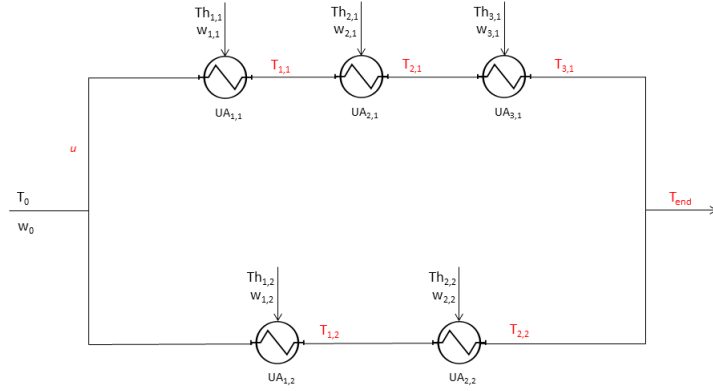 Th1,1
w1,1
Th2,1
w2,1
Th3,1
w3,1
T1,1
T2,1
T3,1
UA1,1
UA2,1
UA3,1
u
T0
w0
Tend
Th1,2
w1,2
Th2,2
w2,2
T1,2
T2,2
UA1,2
UA2,2